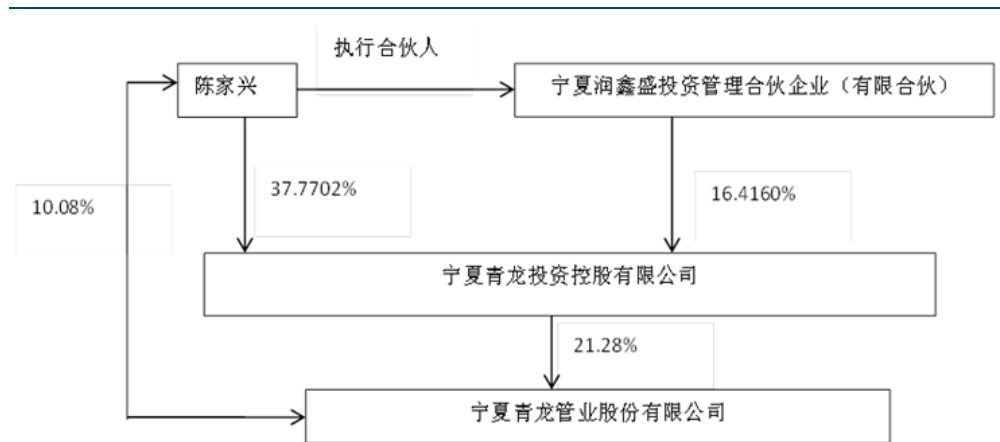 执行合伙人
陈家兴
宁夏润鑫盛投资管理合伙企业（有限合伙）
10.08%
37.7702%
16.4160%
宁夏青龙投资控股有限公司
21.28%
宁夏青龙管业股份有限公司